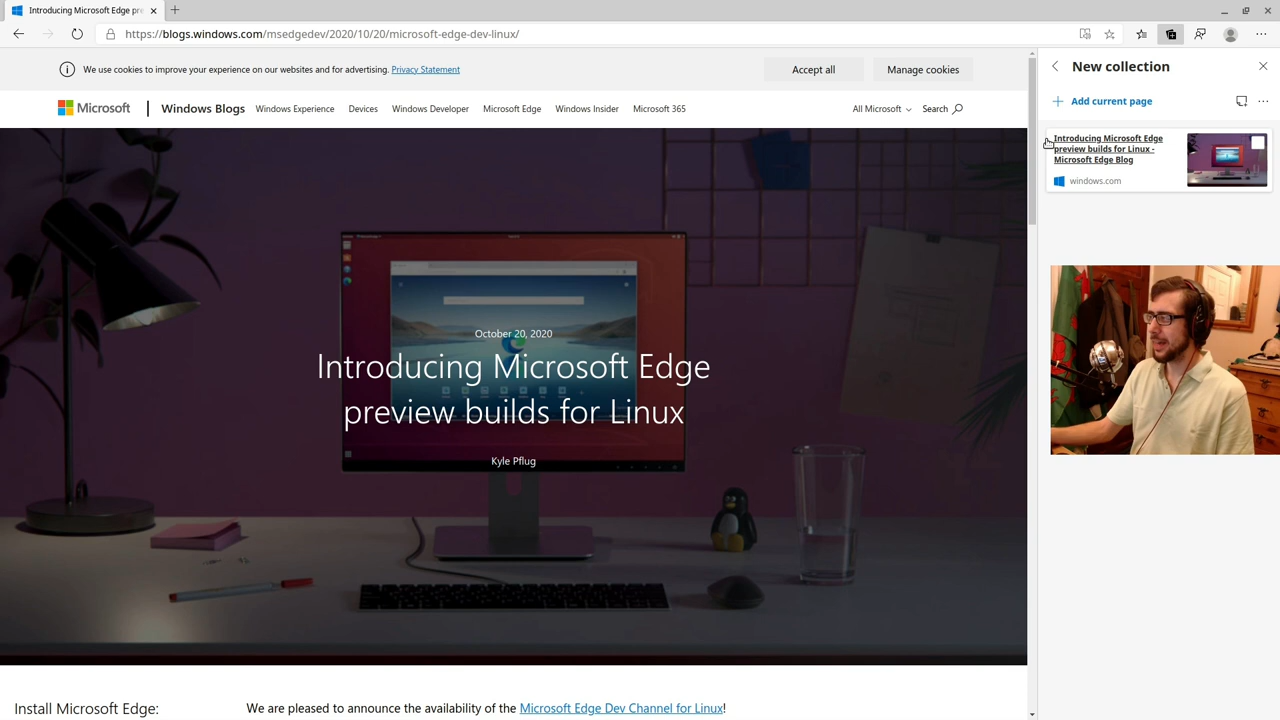 Introducing Microsoft Edge pre
https://blogs.windows.com/msedgedev/2020/10/20/microsoft-edge-dev-linux/
We use cookies to improve your experience on our websites and for advertising. Privacy Statement
Accept all
Manage cookies
Microsoft
Windows Blogs
Windows Experience
Devices
Windows Developer
Microsoft Edge
Windows Insider
Microsoft 365
All Microsoft
Search
October 20, 2020
Introducing Microsoft Edge
preview builds for Linux
Kyle Pflug
Install Microsoft Edge:
We are pleased to announce the availability of the Microsoft Edge Dev Channel for Linux!
New collection
Add current page
Introducing Microsoft Edge
preview builds for Linux -
Microsoft Edge Blog
windows.com